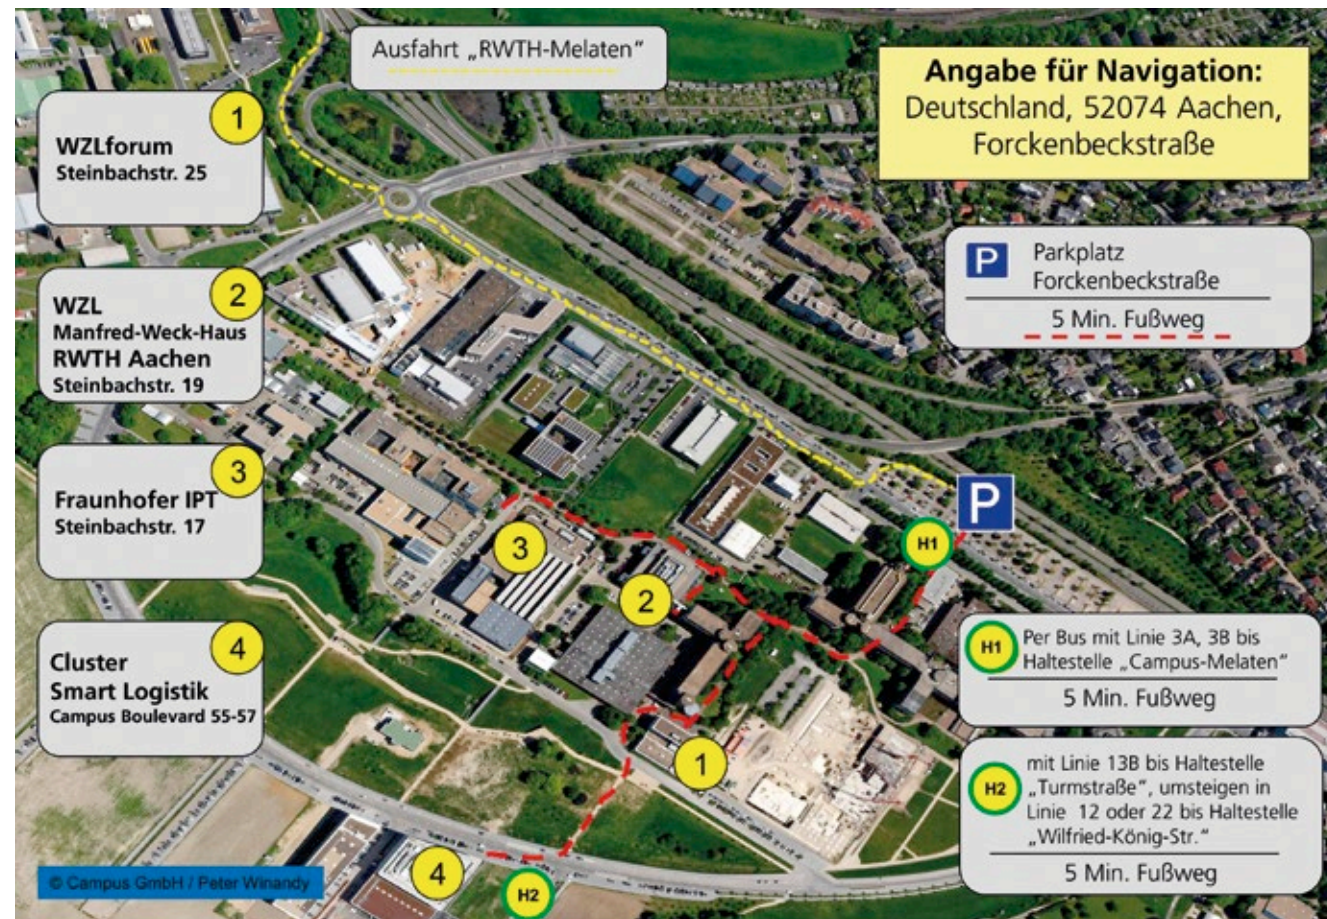 Ausfahrt „RWTH-Melaten“
Angabe für Navigation:
Deutschland, 52074 Aachen,
Forckenbeckstraße
1
WZLforum
Steinbachstr. 25
P
Parkplatz
Forckenbeckstraße
5 Min. Fußweg
2
WZL
Manfred-Weck-Haus
RWTH Aachen
Steinbachstr. 19
3
Fraunhofer IPT
Steinbachstr. 17
P
H1
3
2
4
Cluster
Smart Logistik
Campus Boulevard 55-57
H1
Per Bus mit Linie 3A, 3B bis
Haltestelle „Campus-Melaten“
5 Min. Fußweg
1
H2
mit Linie 13B bis Haltestelle
„Turmstraße“, umsteigen in
Linie 12 oder 22 bis Haltestelle
„Wilfried-König-Str.“
5 Min. Fußweg
4
H2
© Campus GmbH / Peter Winandy